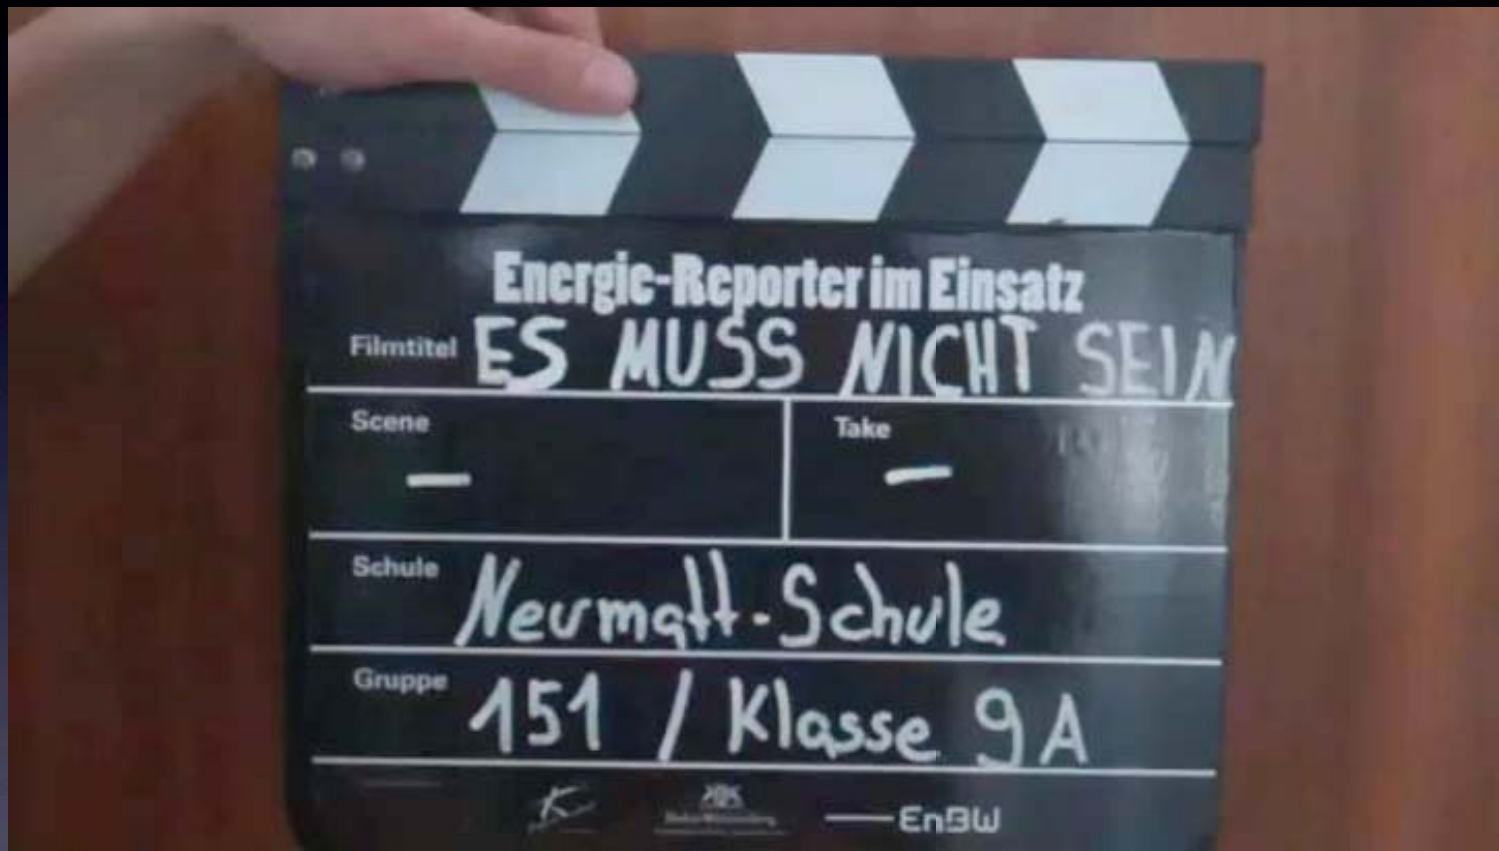 Energie-Reporter im Einsatz
Filmtitel ES MUSS NICHT SEIN
Scene Take
— —
Schule Neumatt-Schule
Gruppe 151 / Klasse 9A
EnBW